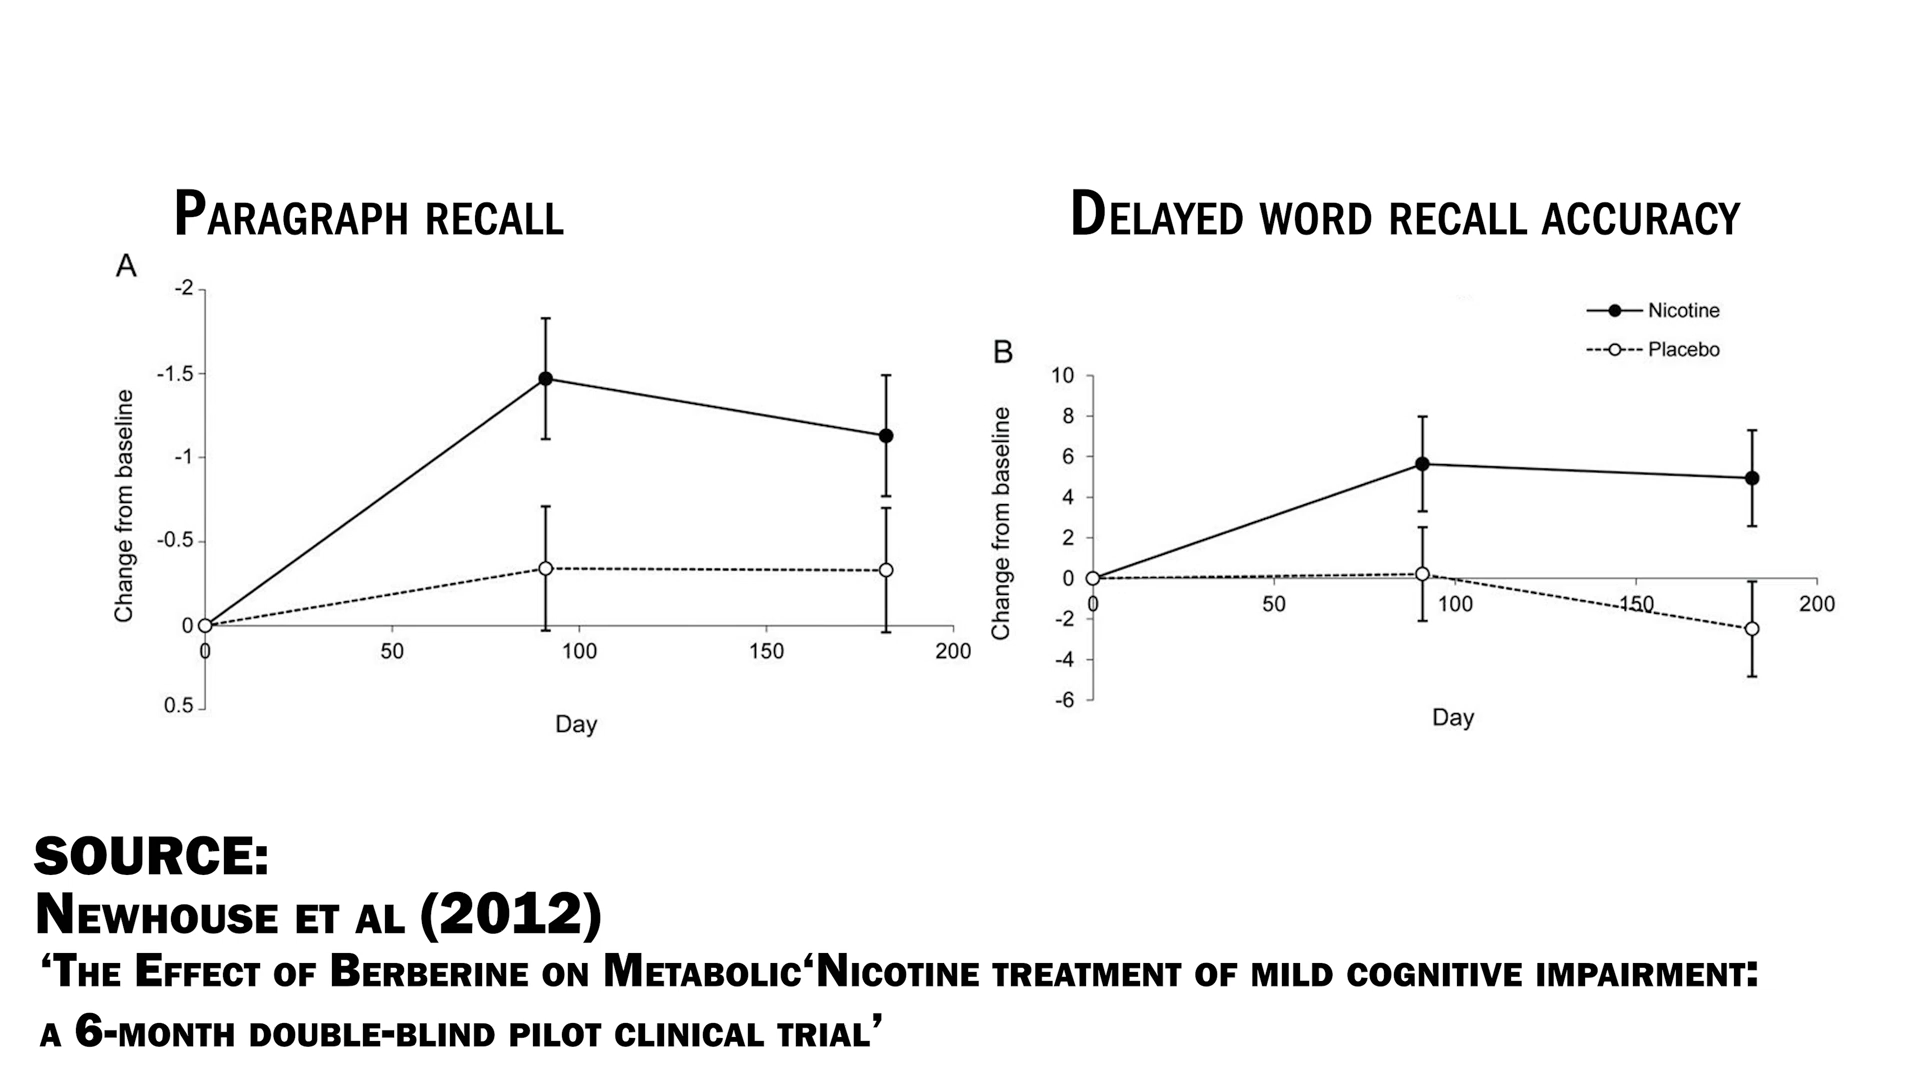 Paragraph recall
Delayed word recall accuracy
A
-2
-1.5
-1
-0.5
0
0.5
Change from baseline
0 50 100 150 200
Day
Nicotine
Placebo
B
10
8
6
4
2
0
-2
-4
-6
Change from baseline
0 50 100 150 200
Day
SOURCE:
Newhouse et al (2012)
‘The Effect of Berberine on Metabolic‘Nicotine treatment of mild cognitive impairment:
a 6-month double-blind pilot clinical trial’